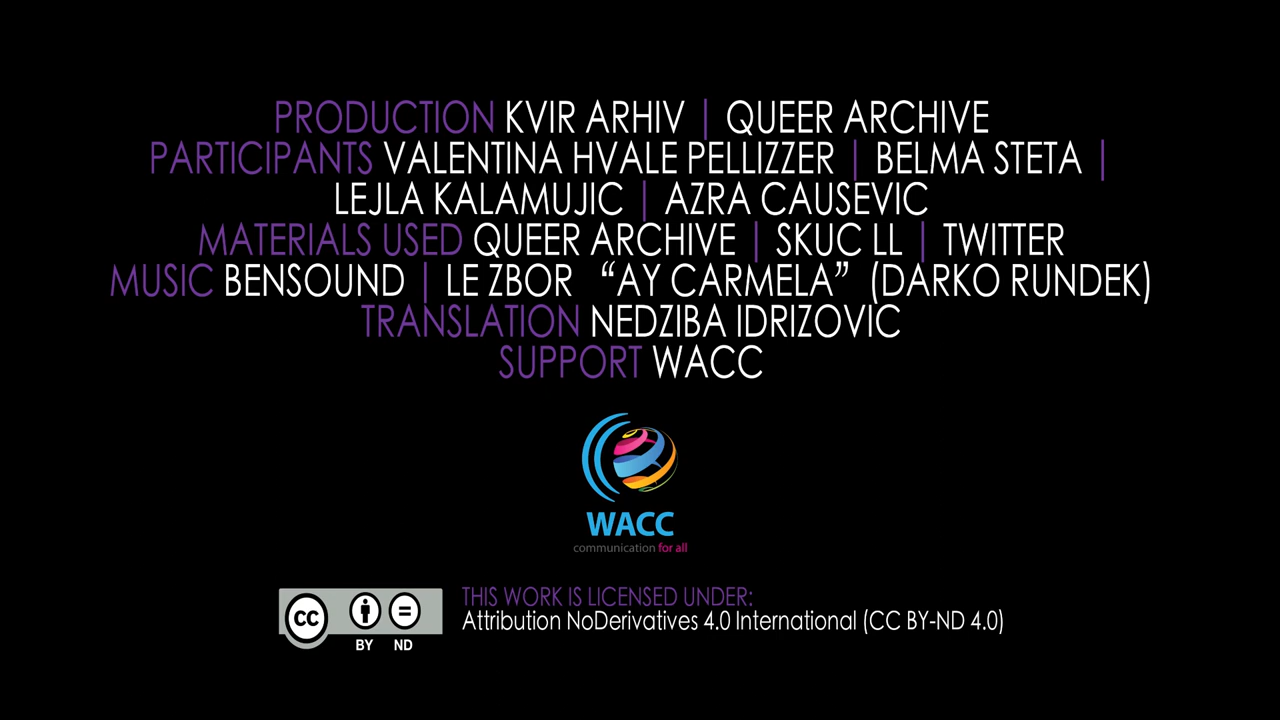 PRODUCTION KVIR ARHIV | QUEER ARCHIVE
PARTICIPANTS VALENTINA HVALE PELLIZZER | BELMA STETA |
LEJLA KALAMUJIC | AZRA CAUSEVIC
MATERIALS USED QUEER ARCHIVE | SKUC LL | TWITTER
MUSIC BENSOUND | LE ZBOR “AY CARMELA” (DARKO RUNDEK)
TRANSLATION NEDZIBA IDRIZOVIC
SUPPORT WACC
WACC
communication for all
THIS WORK IS LICENSED UNDER:
Attribution NoDerivatives 4.0 International (CC BY-ND 4.0)
cc
BY ND